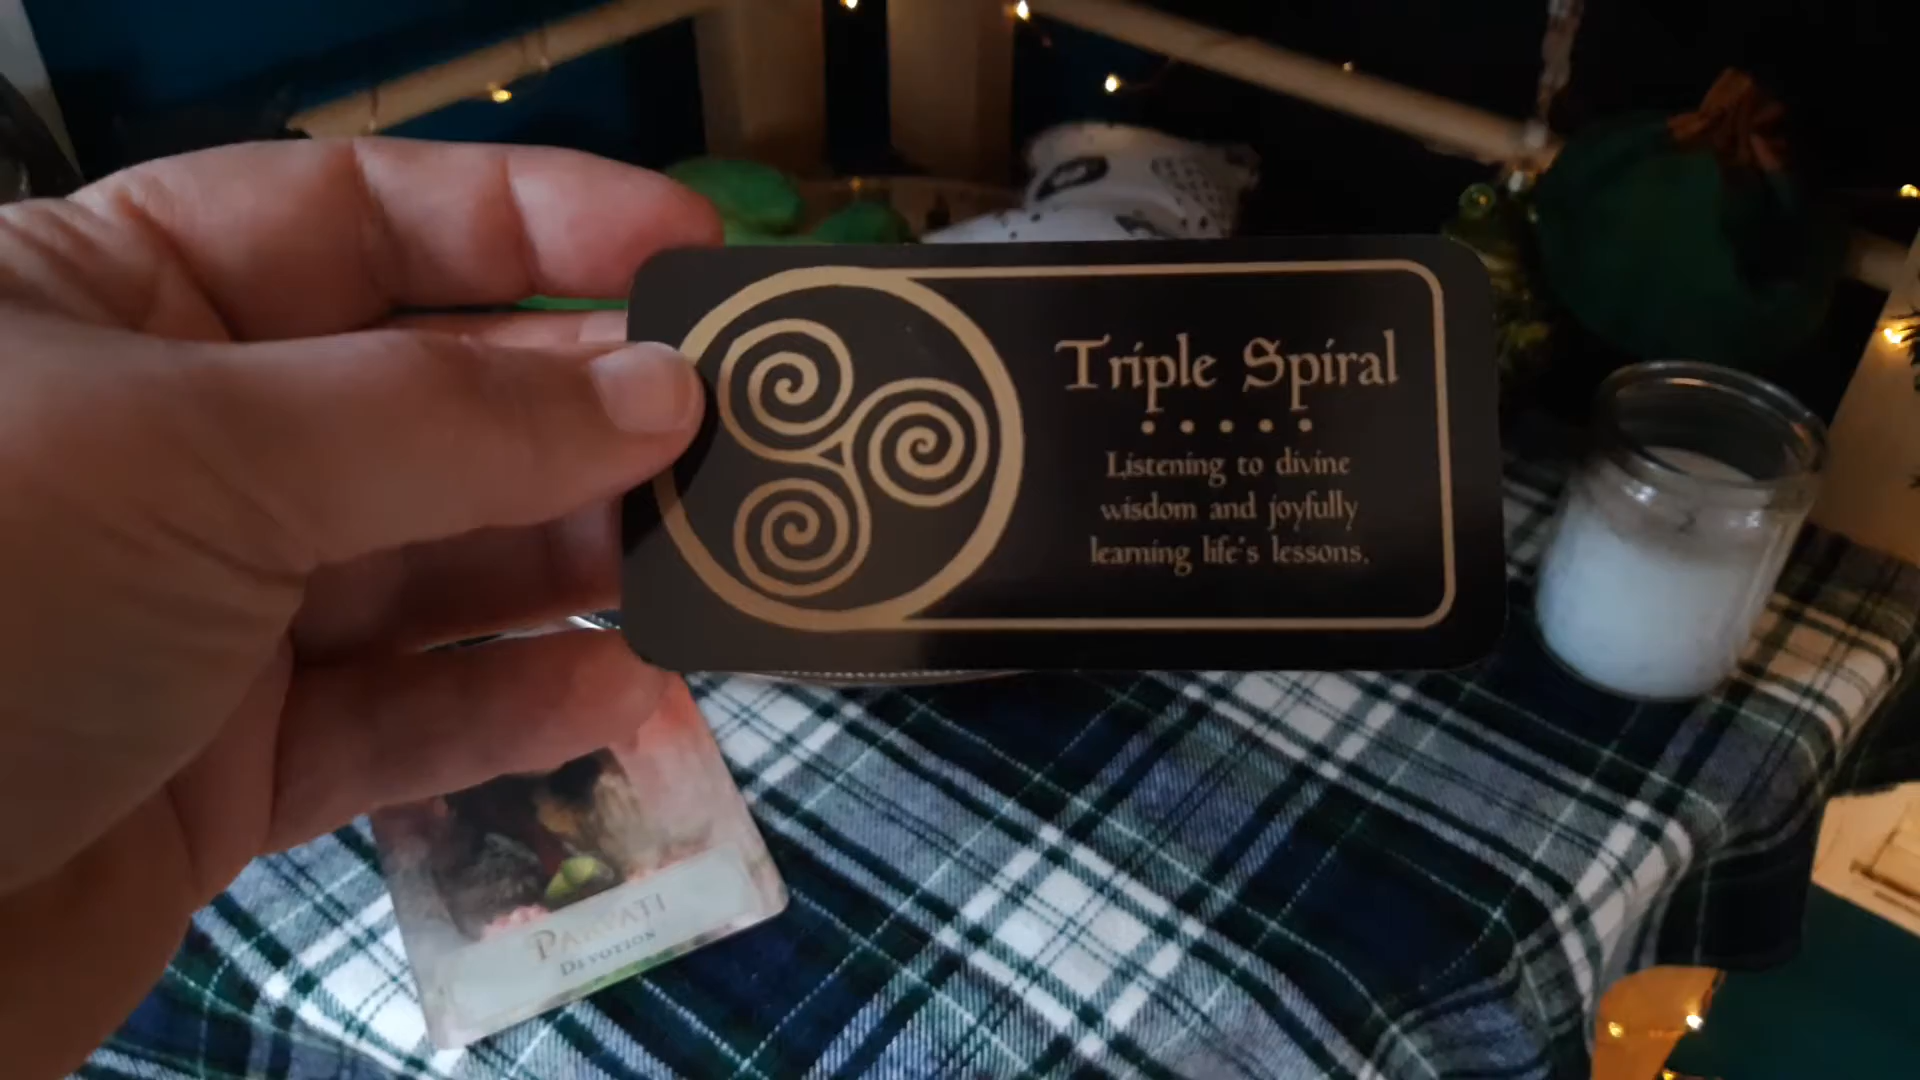 Triple Spiral
Listening to divine
wisdom and joyfully
learning life's lessons.
PARVATI
DEVOTION